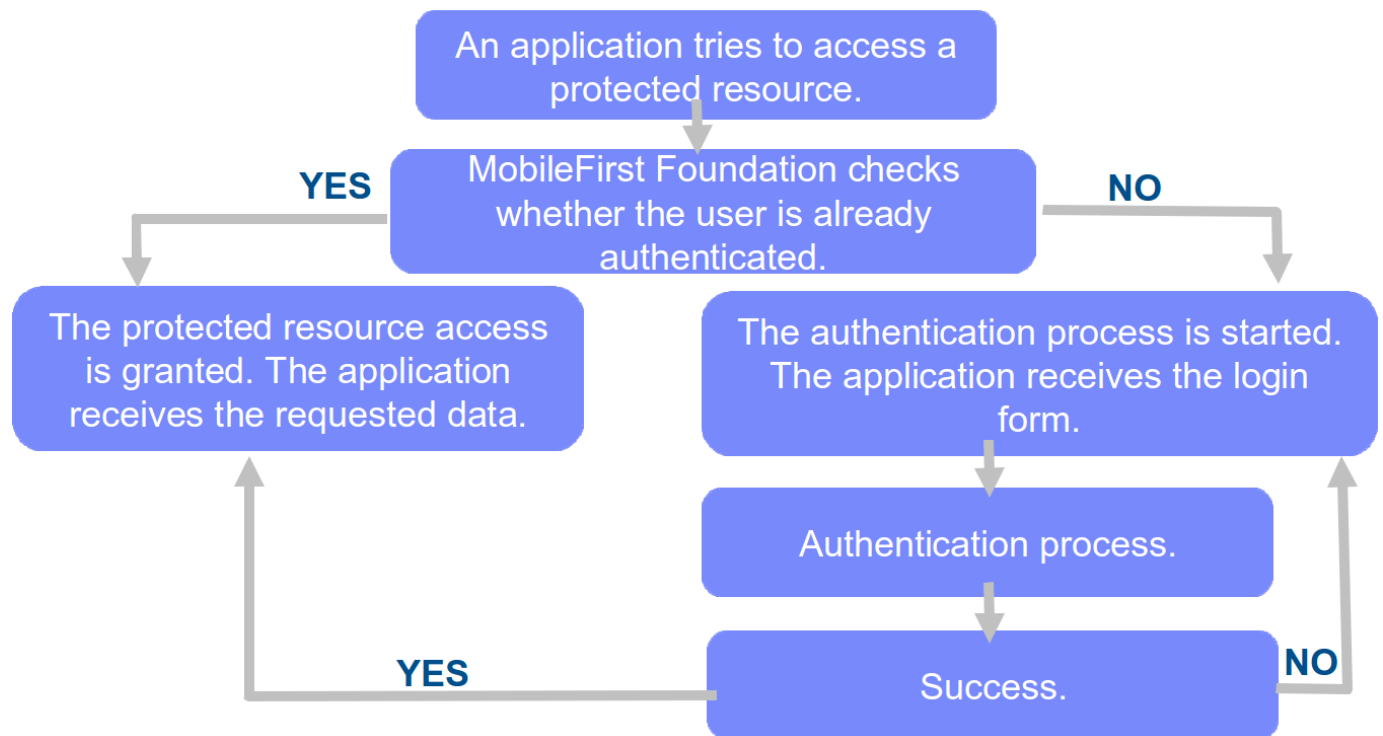 An application tries to access a
protected resource.
YES
MobileFirst Foundation checks
whether the user is already
authenticated.
NO
The protected resource access
is granted. The application
receives the requested data.
The authentication process is started.
The application receives the login
form.
Authentication process.
YES
Success.
NO